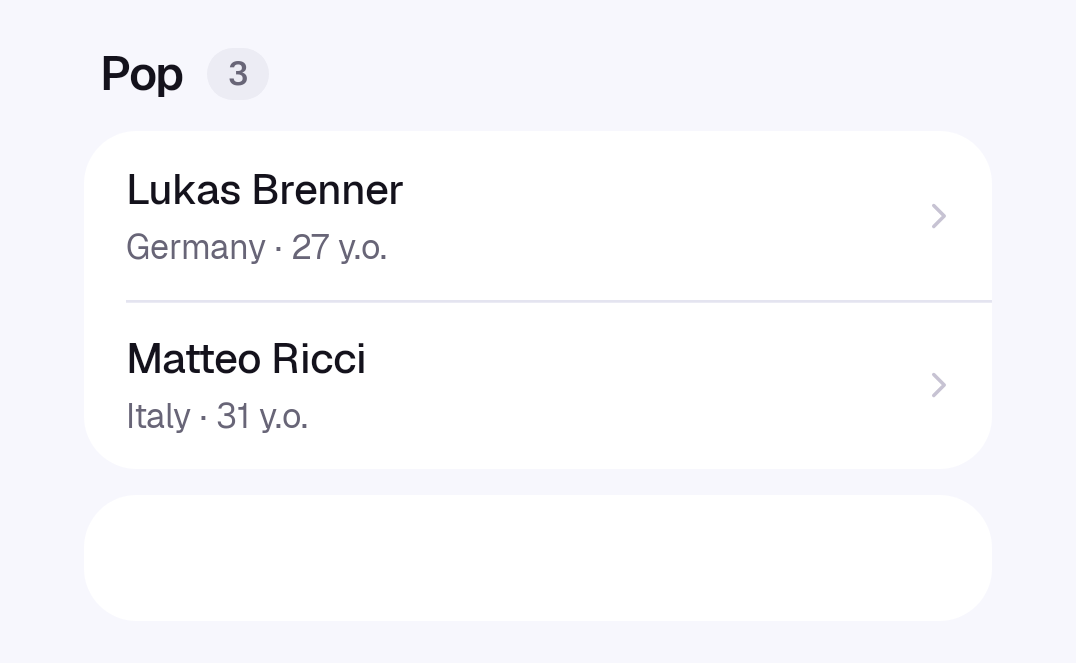 Pop 3
Lukas Brenner
Germany · 27 y.o.
Matteo Ricci
Italy · 31 y.o.